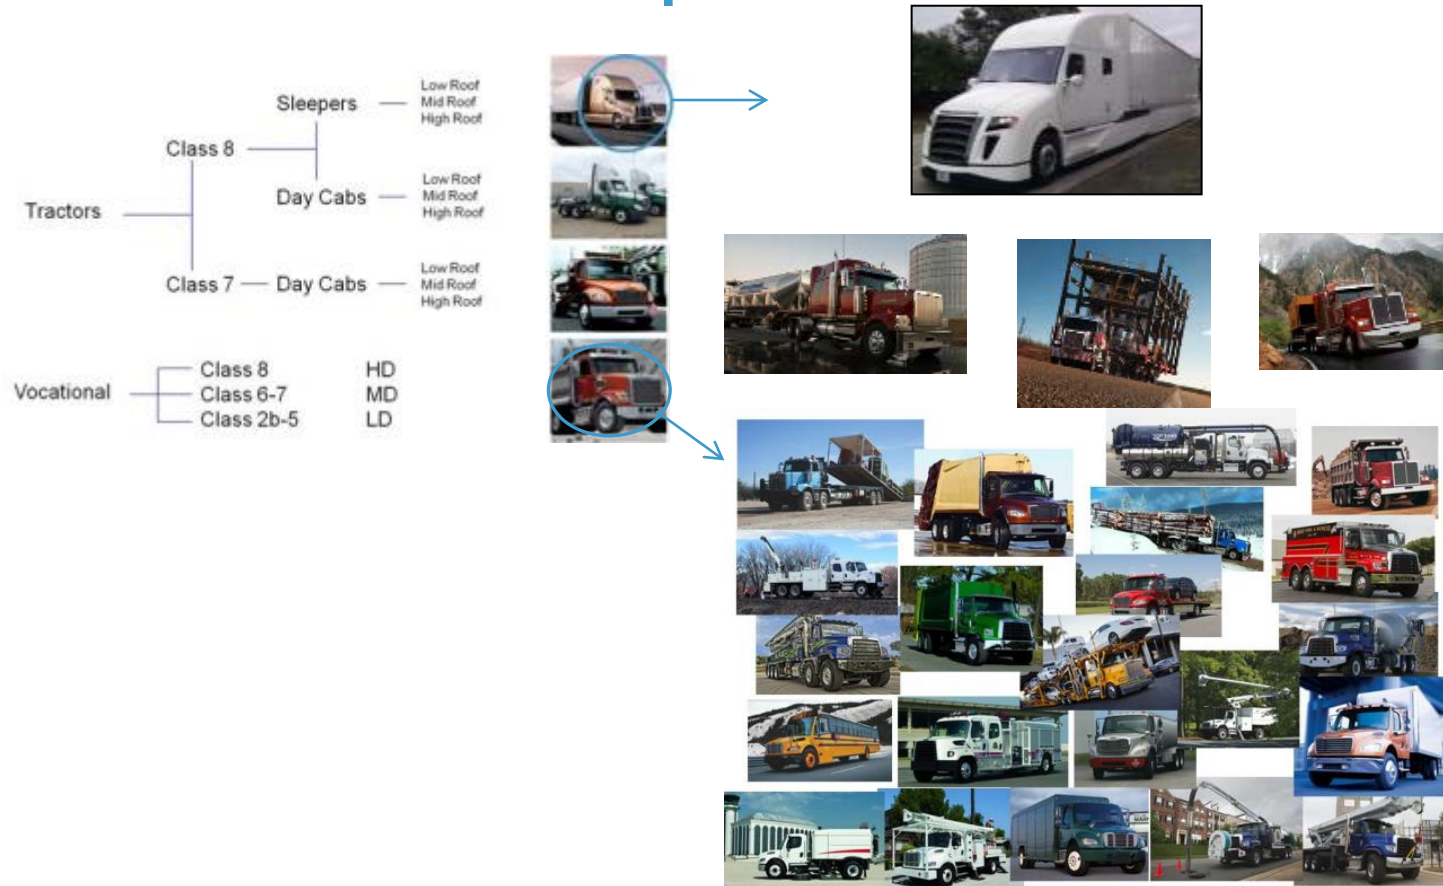 Sleepers
Low Roof
Mid Roof
High Roof
Class 8
Day Cabs
Low Roof
Mid Roof
High Roof
Tractors
Class 7
Day Cabs
Low Roof
Mid Roof
High Roof
Vocational
Class 8 HD
Class 6-7 MD
Class 2b-5 LD